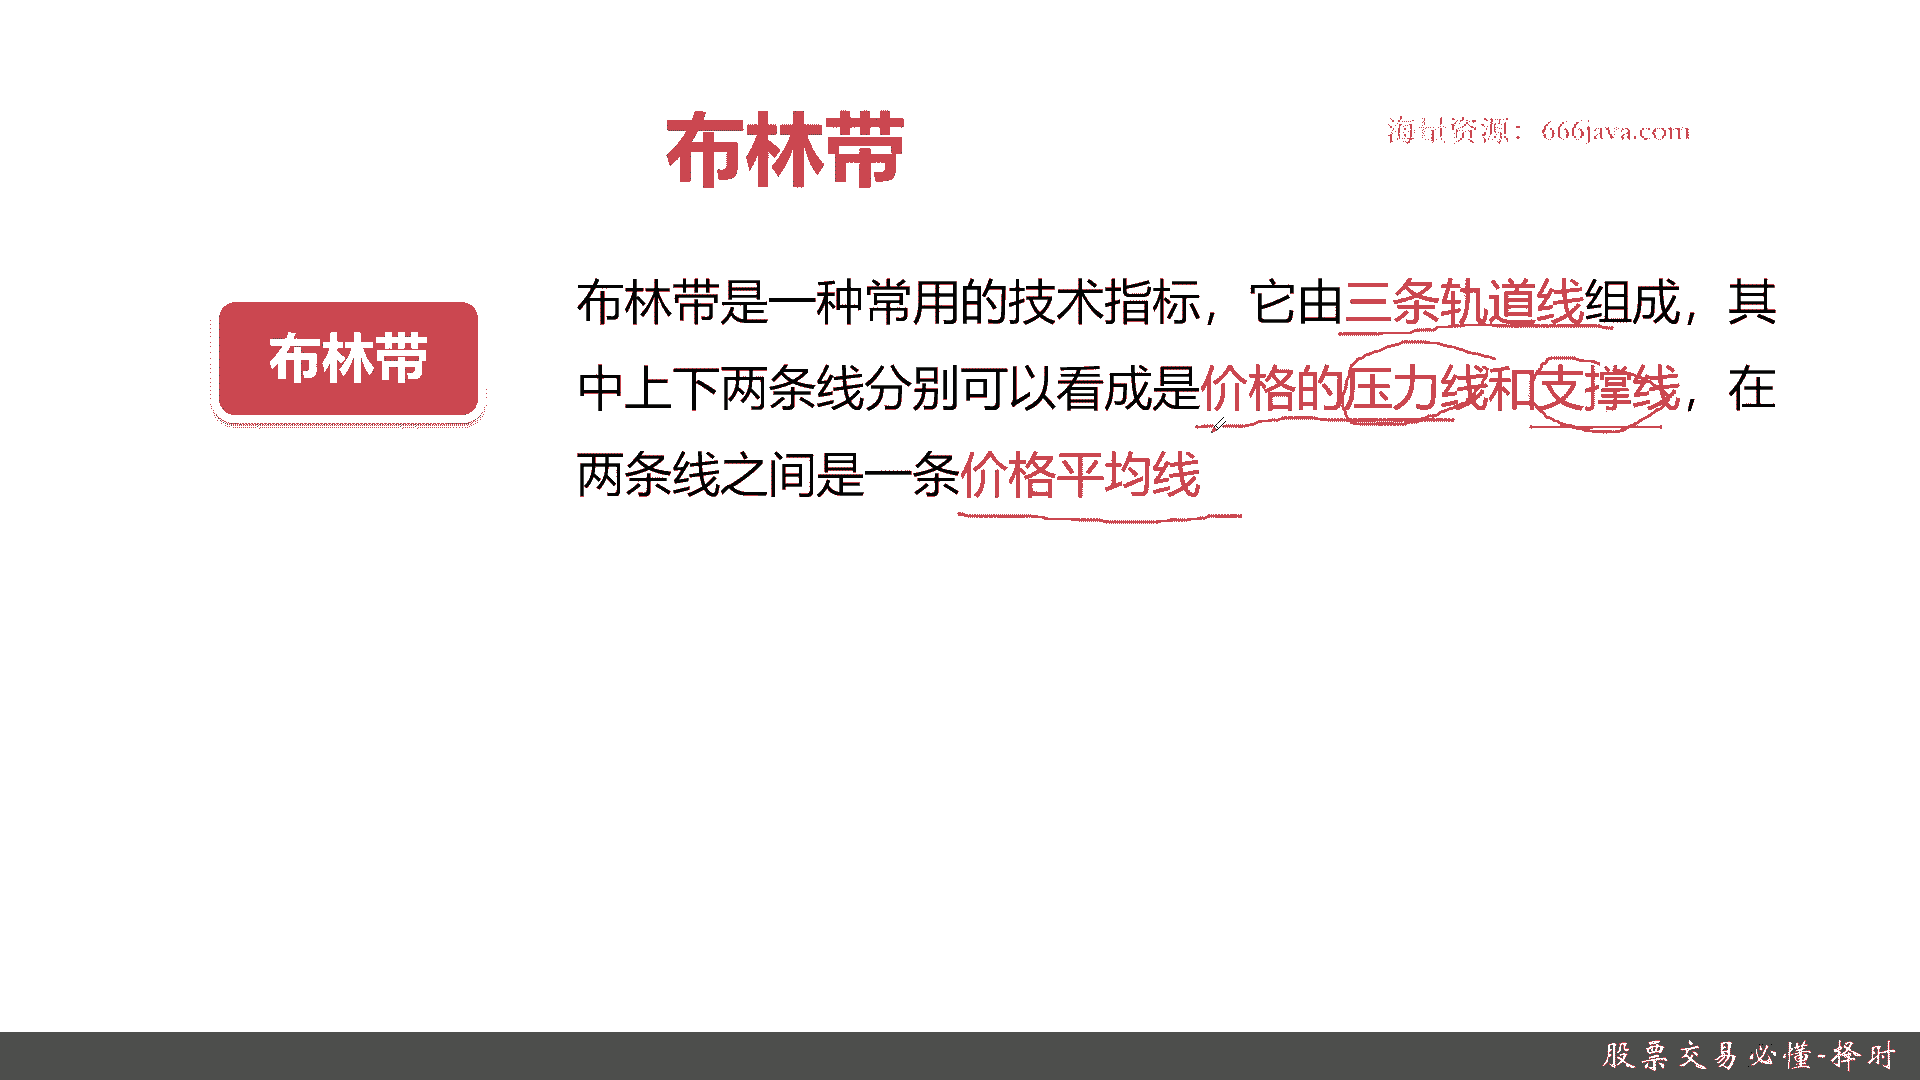 布林带
海量资源：666java.com
布林带
布林带是一种常用的技术指标，它由三条轨道线组成，其
中上下两条线分别可以看成是价格的压力线和支撑线，在
两条线之间是一条价格平均线
股票交易必懂-择时